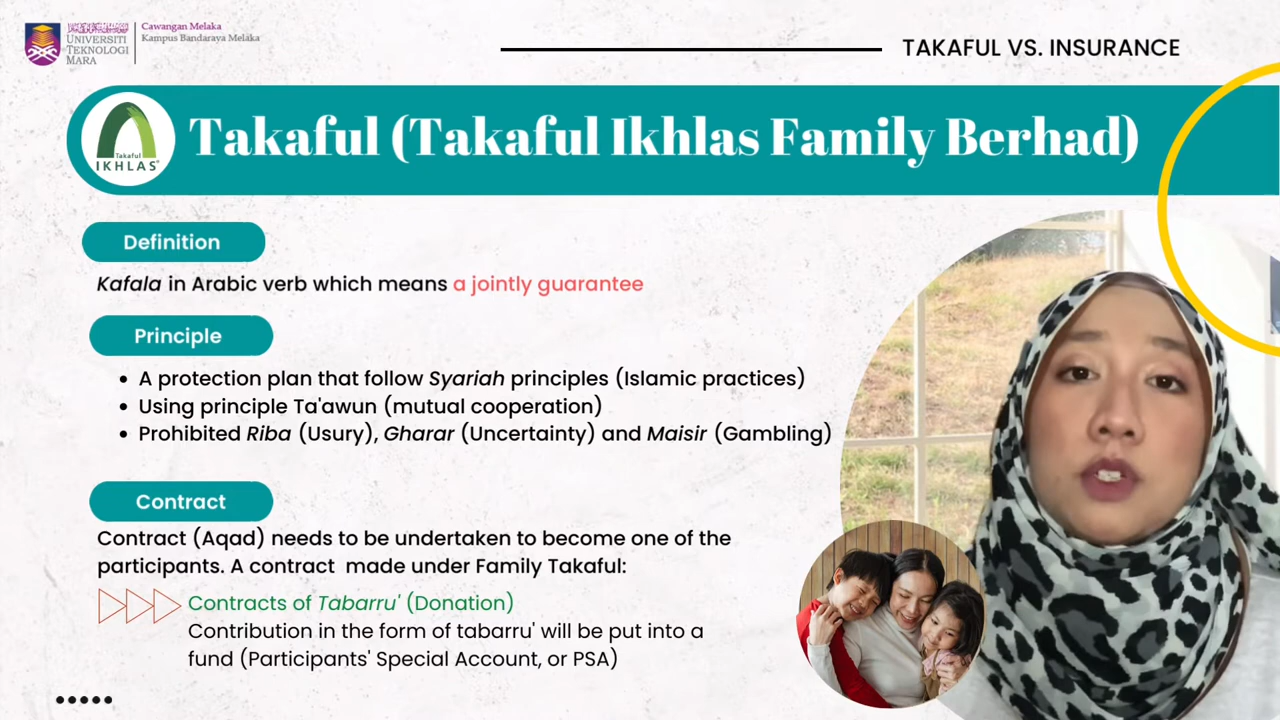 UNIVERSITI
TEKNOLOGI
MARA
Cawangan Melaka
Kampus Bandaraya Melaka
TAKAFUL VS. INSURANCE
Takaful
IKHLAS
Takaful (Takaful Ikhlas Family Berhad)
Definition
Kafala in Arabic verb which means a jointly guarantee
Principle
• A protection plan that follow Syariah principles (Islamic practices)
• Using principle Ta'awun (mutual cooperation)
• Prohibited Riba (Usury), Gharar (Uncertainty) and Maisir (Gambling)
Contract
Contract (Aqad) needs to be undertaken to become one of the
participants. A contract made under Family Takaful:
Contracts of Tabarru' (Donation)
Contribution in the form of tabarru' will be put into a
fund (Participants' Special Account, or PSA)